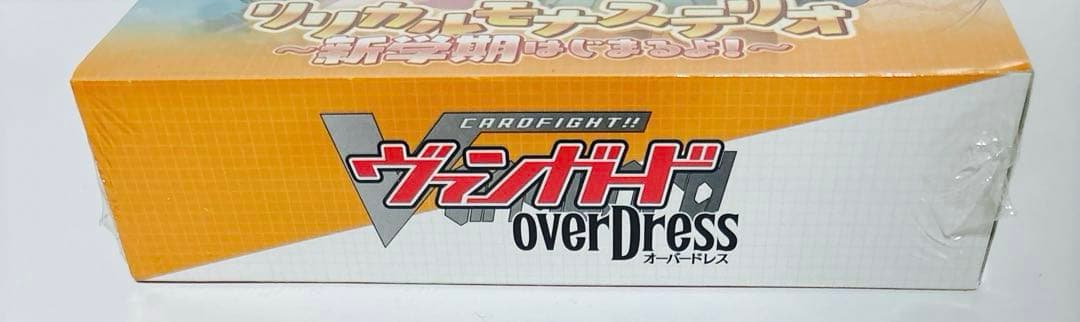 リリカルモナステリオ
～新学期はじまるよ！～
CARDFIGHT!!
ヴァンガード
overDress
オーバードレス